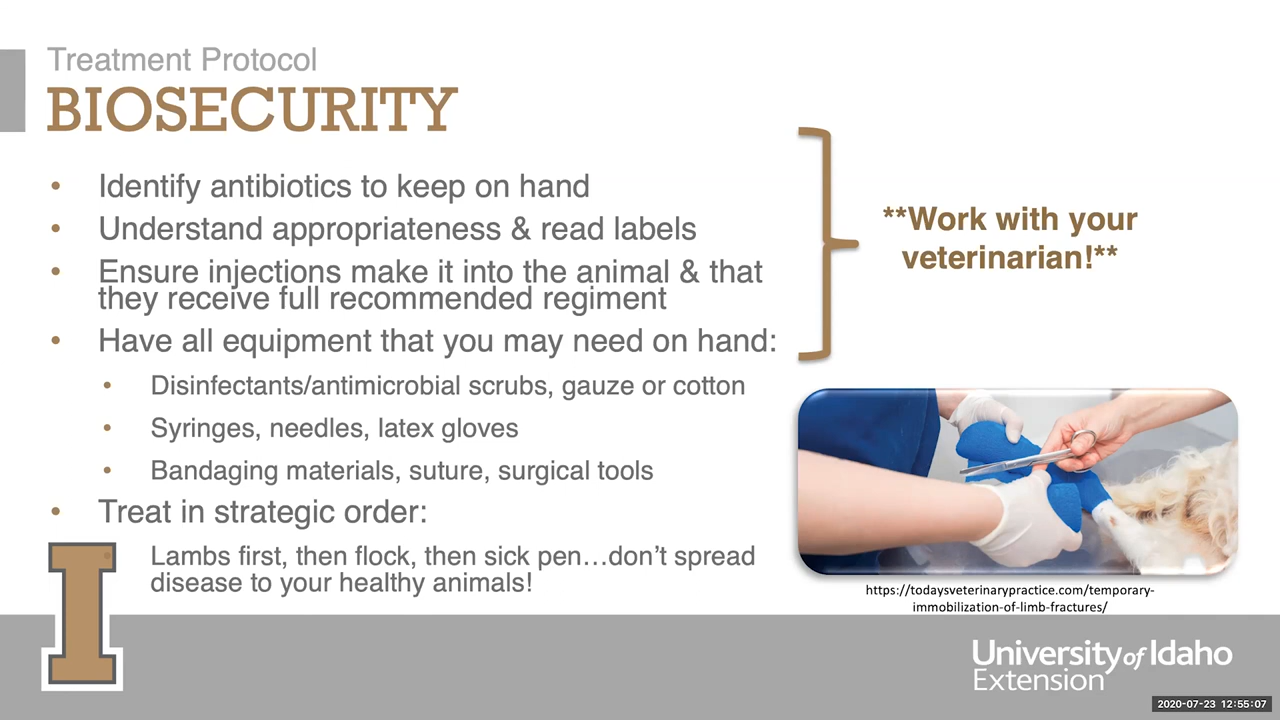 Treatment Protocol
BIOSECURITY
• Identify antibiotics to keep on hand
• Understand appropriateness & read labels
• Ensure injections make it into the animal & that
they receive full recommended regiment
• Have all equipment that you may need on hand:
• Disinfectants/antimicrobial scrubs, gauze or cotton
• Syringes, needles, latex gloves
• Bandaging materials, suture, surgical tools
• Treat in strategic order:
• Lambs first, then flock, then sick pen…don’t spread
disease to your healthy animals!
**Work with your
veterinarian!**
https://todaysveterinarypractice.com/temporary-
immobilization-of-limb-fractures/
I
University of Idaho
Extension
2020-07-23 12:55:07